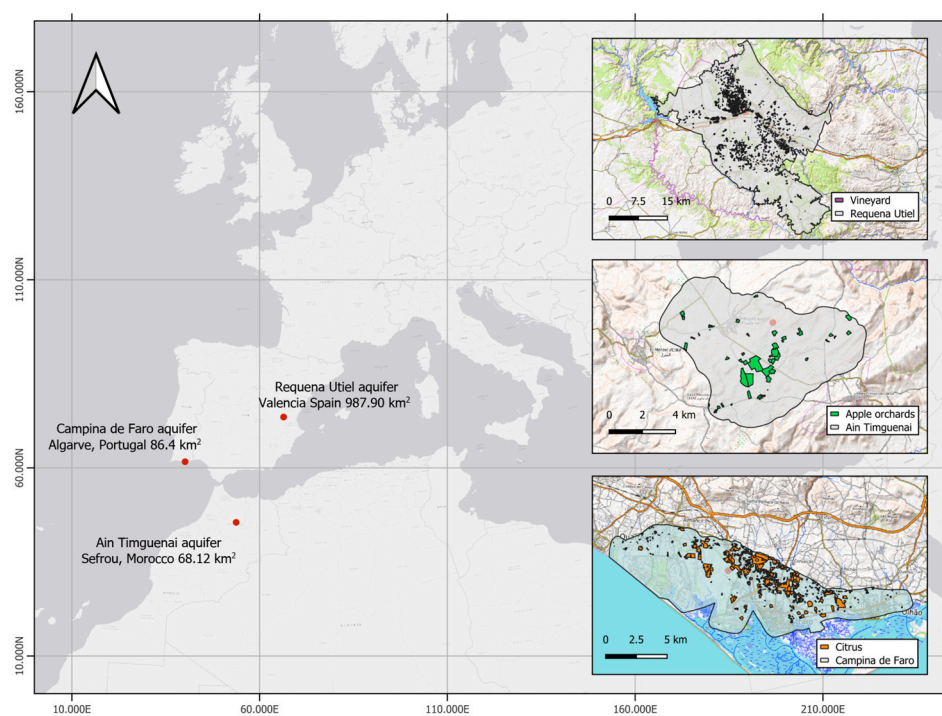 160.000N
110.000N
60.000N
10.000N
10.000E
60.000E
110.000E
160.000E
210.000E
Requena Utiel aquifer
Valencia Spain 987.90 km²
Campina de Faro aquifer
Algarve, Portugal 86.4 km²
Ain Timguenai aquifer
Sefrou, Morocco 68.12 km²
0 7.5 15 km
Vineyard
Requena Utiel
0 2 4 km
Apple orchards
Ain Timguenai
Olhão
0 2.5 5 km
Citrus
Campina de Faro